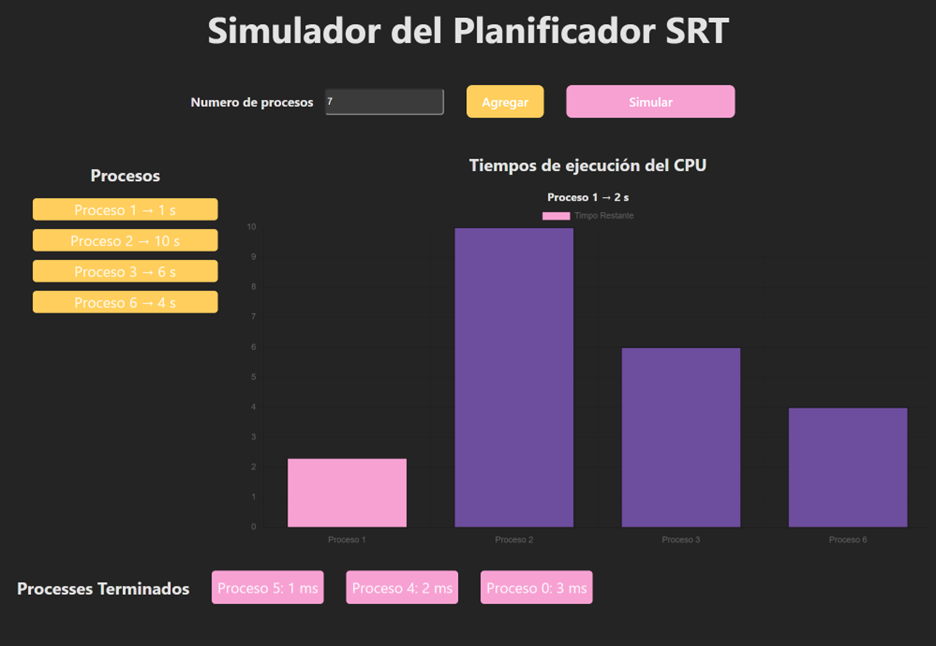 Simulador del Planificador SRT
Numero de procesos 7 Agregar Simular
Procesos
Proceso 1 → 1 s
Proceso 2 → 10 s
Proceso 3 → 6 s
Proceso 6 → 4 s
Tiempos de ejecución del CPU
Proceso 1 → 2 s
Timpo Restante
10
9
8
7
6
5
4
3
2
1
0
Proceso 1 Proceso 2 Proceso 3 Proceso 6
Processes Terminados Proceso 5: 1 ms Proceso 4: 2 ms Proceso 0: 3 ms